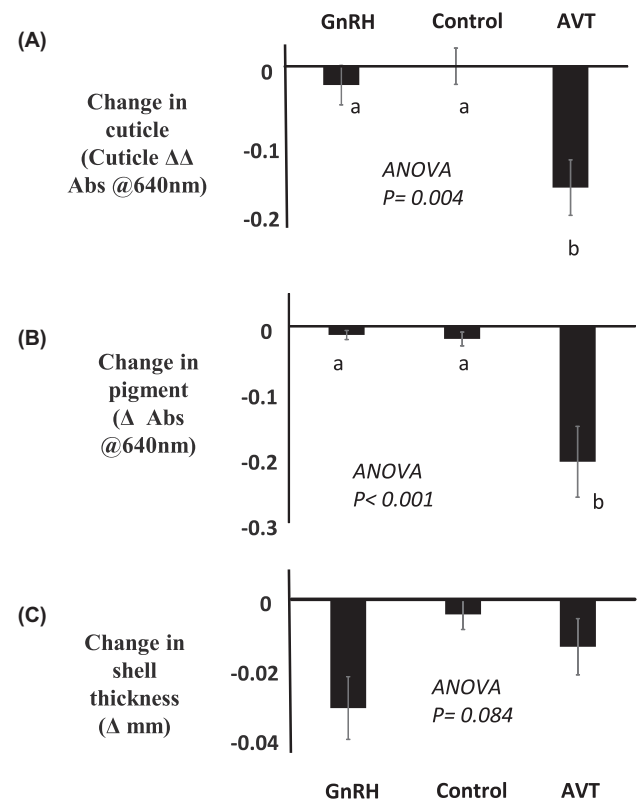 GnRH Control AVT
(A)
0
Change in
cuticle
(Cuticle ΔΔ
Abs @640nm)
-0.1
-0.2
a
a
b
ANOVA
P= 0.004
(B)
0
Change in
pigment
(Δ Abs
@640nm)
-0.1
-0.2
-0.3
a
a
b
ANOVA
P< 0.001
(C)
0
Change in
shell
thickness
(Δ mm)
-0.02
-0.04
ANOVA
P= 0.084
GnRH Control AVT